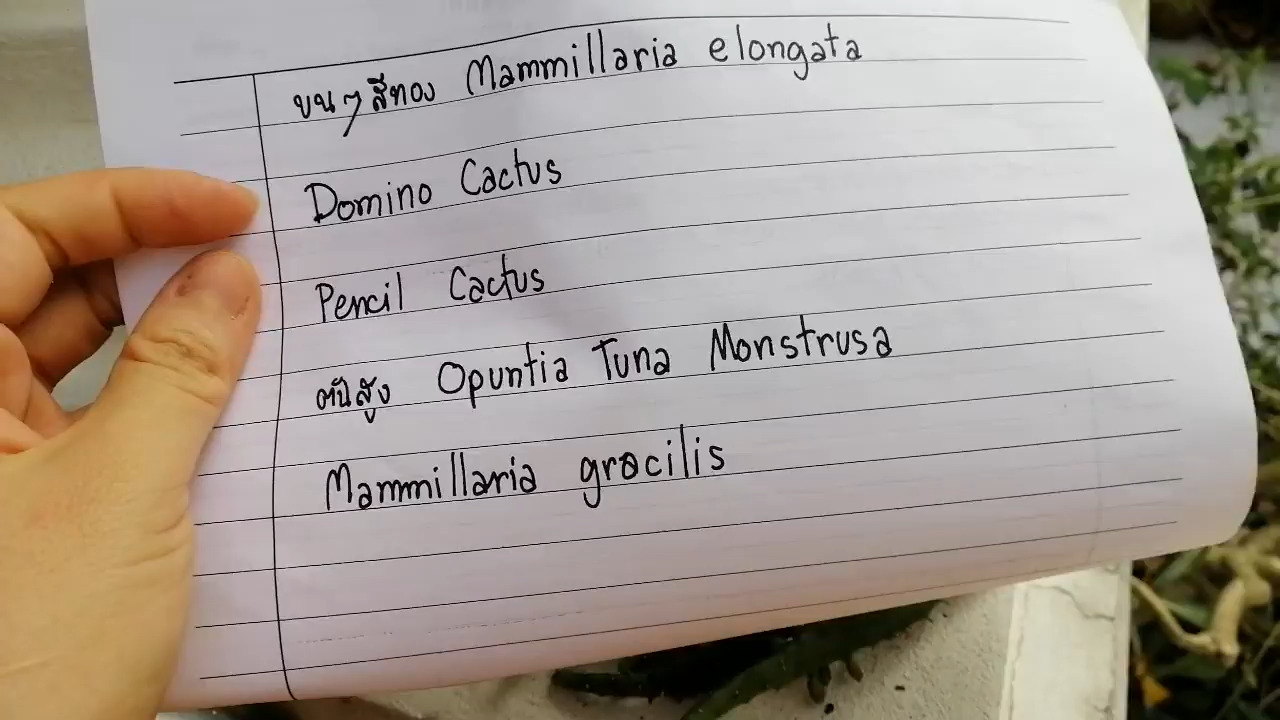 ขนๆสีทอง Mammillaria elongata
Domino Cactus
Pencil Cactus
ต้นสูง Opuntia Tuna Monstrusa
Mammillaria gracilis